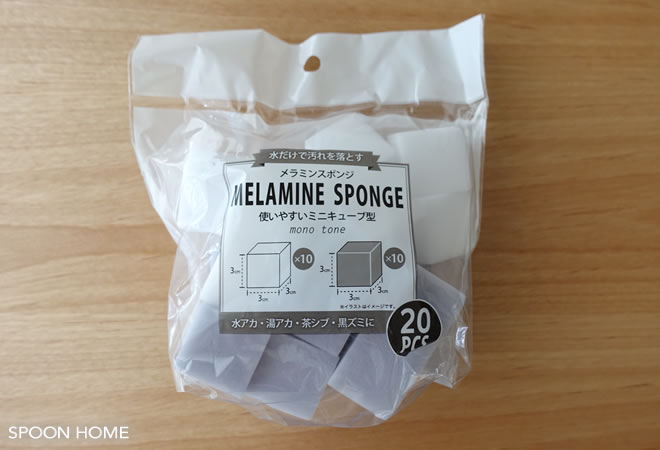 水だけで汚れを落とす
メラミンスポンジ
MELAMINE SPONGE
使いやすいミニキューブ型
mono tone
×10
×10
3cm
3cm
3cm
3cm
3cm
3cm
※イラストはイメージです。
水アカ・湯アカ・茶シブ・黒ズミに
20
PCS
SPOON HOME